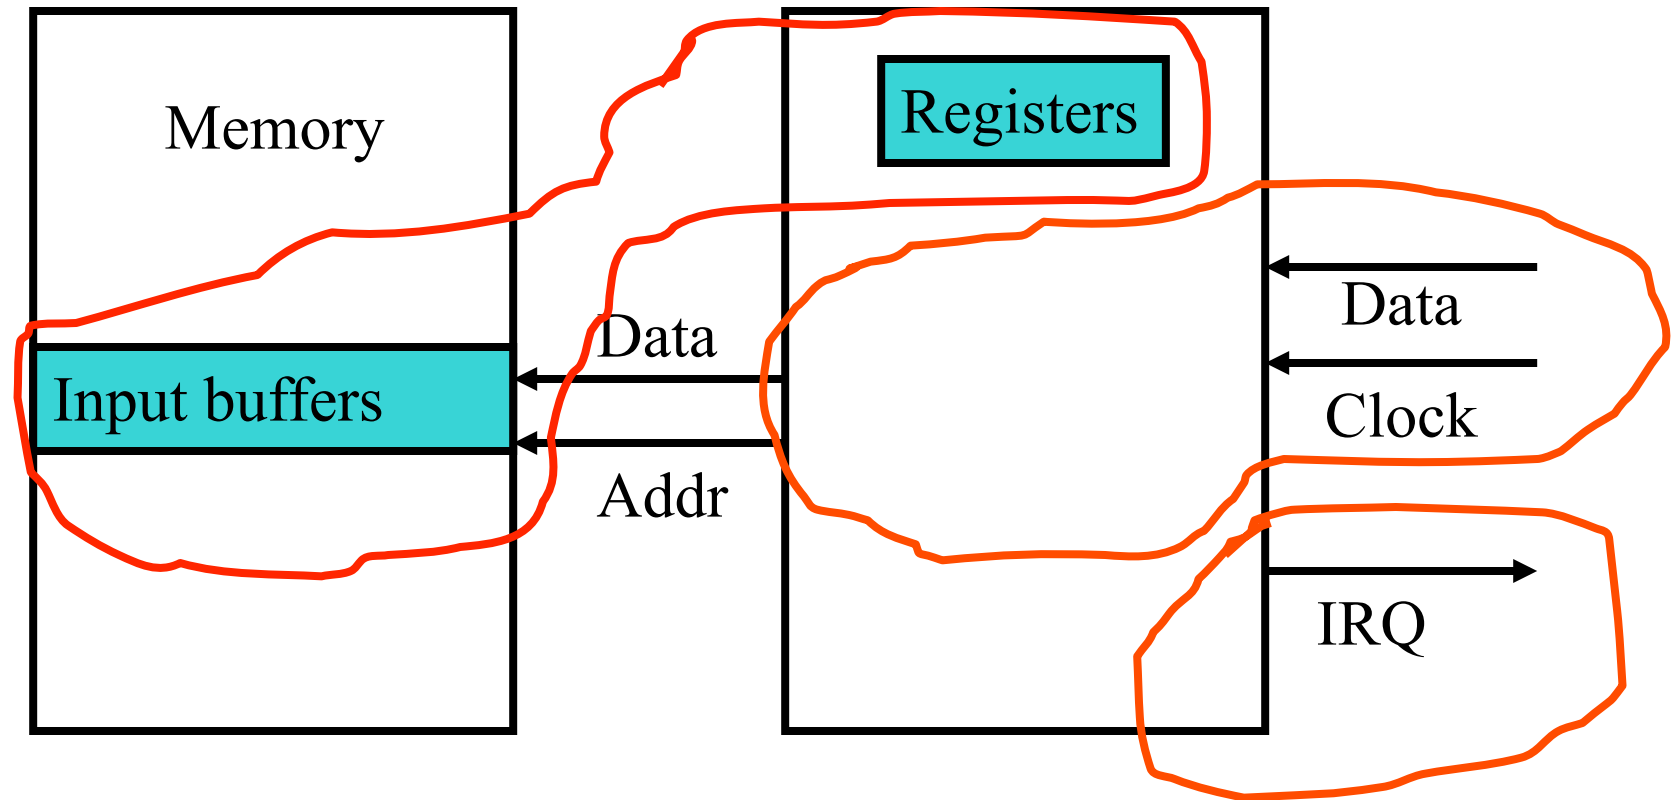 Memory
Registers
Data
Data
Input buffers
Clock
Addr
IRQ